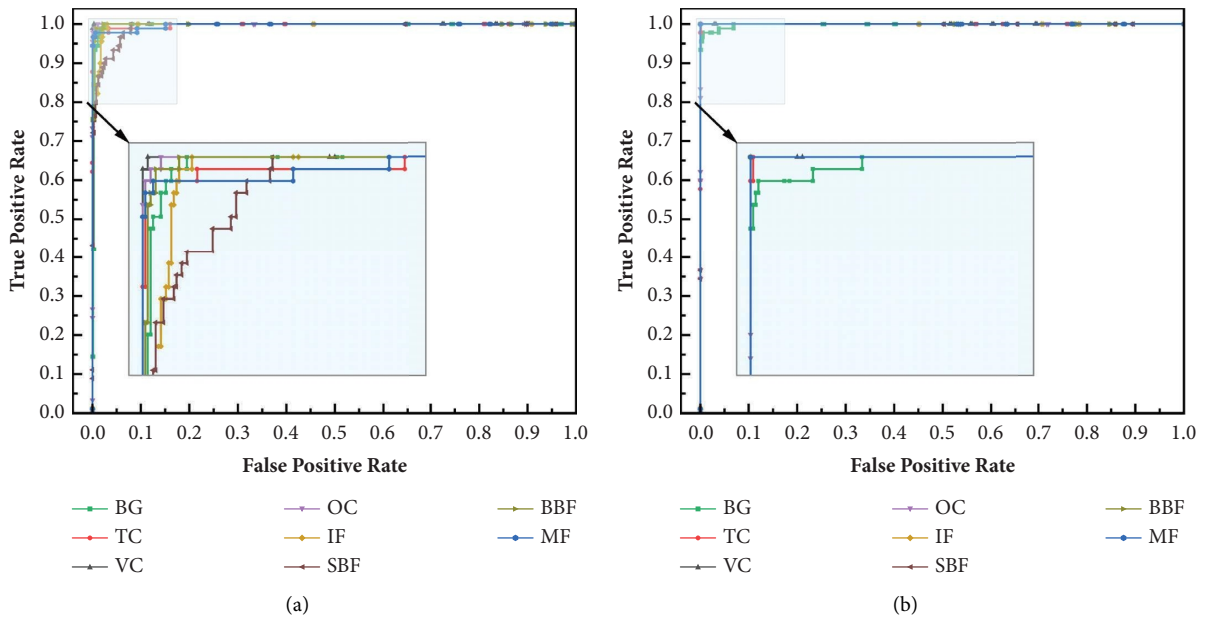 1.0
0.9
0.8
0.7
0.6
0.5
0.4
0.3
0.2
0.1
0.0
True Positive Rate
0.0 0.1 0.2 0.3 0.4 0.5 0.6 0.7 0.8 0.9 1.0
False Positive Rate
BG OC BBF
TC IF MF
VC SBF
(a)
1.0
0.9
0.8
0.7
0.6
0.5
0.4
0.3
0.2
0.1
0.0
True Positive Rate
0.0 0.1 0.2 0.3 0.4 0.5 0.6 0.7 0.8 0.9 1.0
False Positive Rate
BG OC BBF
TC IF MF
VC SBF
(b)